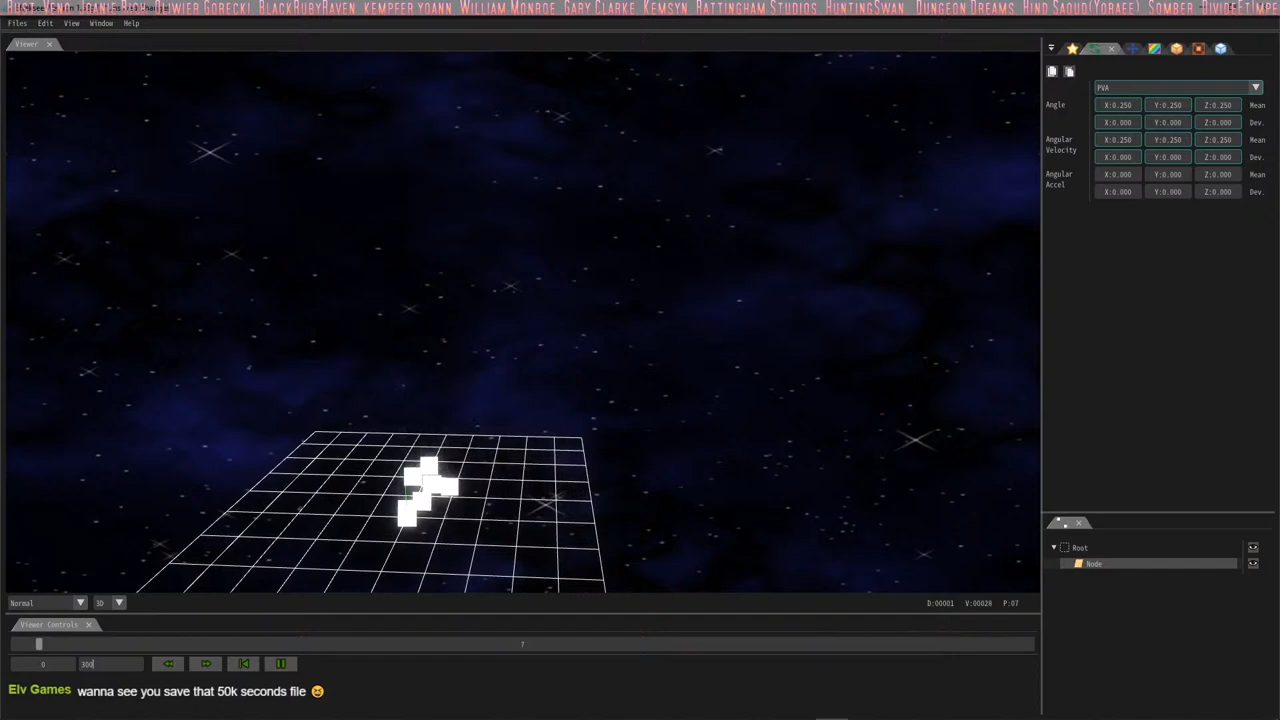 GORECKI BLACKRUBYRAVEN KEMPEER YOANN WILLIAM MONROE GARY CLARKE KEMSYN BATTINGHAM STUDIOS HUNTINGSWAN DUNGEON DREAMS HIND SAOUD(YORAEE) SOMBER
Files Edit View Window Help
Viewer
PVA
Angle X:0.250 Y:0.250 Z:0.250 Mean
X:0.000 Y:0.000 Z:0.000 Dev.
Angular Velocity X:0.250 Y:0.250 Z:0.250 Mean
X:0.000 Y:0.000 Z:0.000 Dev.
Angular Accel X:0.000 Y:0.000 Z:0.000 Mean
X:0.000 Y:0.000 Z:0.000 Dev.
Root
Node
Normal 3D D:00001 V:00028 P:07
Viewer Controls
7
0 300
Elv Games wanna see you save that 50k seconds file 😆